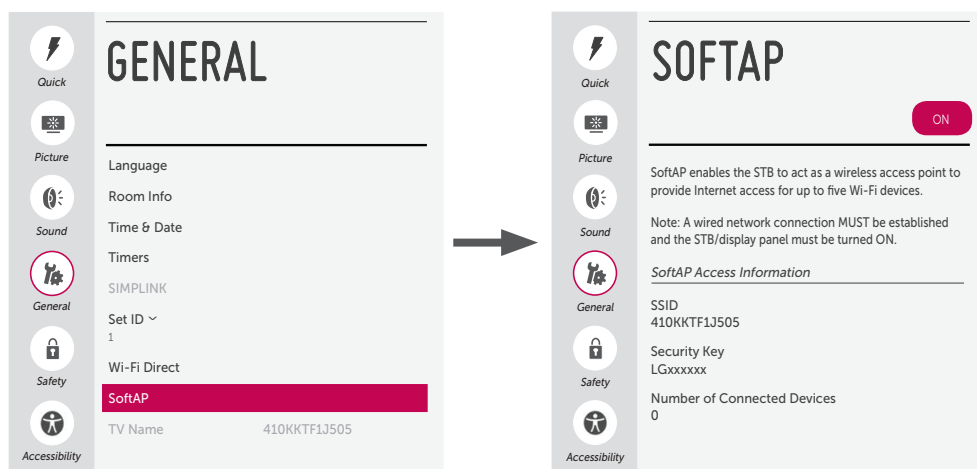 Quick
Picture
Sound
General
Safety
Accessibility
GENERAL
Language
Room Info
Time & Date
Timers
SIMPLINK
Set ID
1
Wi-Fi Direct
SoftAP
TV Name 410KKTF1J505
Quick
Picture
Sound
General
Safety
Accessibility
SOFTAP
ON
SoftAP enables the STB to act as a wireless access point to
provide Internet access for up to five Wi-Fi devices.
Note: A wired network connection MUST be established
and the STB/display panel must be turned ON.
SoftAP Access Information
SSID
410KKTF1J505
Security Key
LGxxxxxx
Number of Connected Devices
0